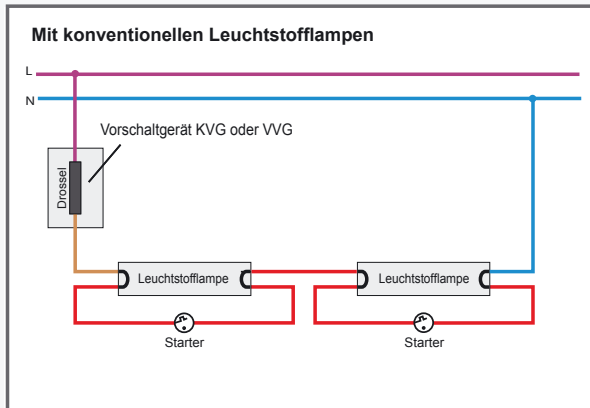 Mit konventionellen Leuchtstofflampen
L
N
Vorschaltgerät KVG oder VVG
Drossel
Leuchtstofflampe
Leuchtstofflampe
Starter
Starter